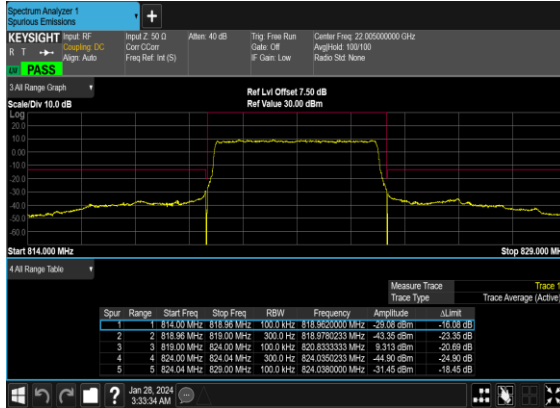 Spectrum Analyzer 1
Spurious Emissions
+
KEYSIGHT Input: RF Input Z: 50 Ω Atten: 40 dB Trig: Free Run Center Freq: 22.005000000 GHz
R T Coupling: DC Corr CCorr Gate: Off Avg|Hold: 100/100
Align: Auto Freq Ref: Int (S) IF Gain: Low Radio Std: None
PASS
3 All Range Graph
Ref Lvl Offset 7.50 dB
Scale/Div 10.0 dB Ref Value 30.00 dBm
Log
20.0
10.0
0.00
-10.0
-20.0
-30.0
-40.0
-50.0
-60.0
Start 814.000 MHz Stop 829.000 MH
4 All Range Table
Measure Trace Trace 1
Trace Type Trace Average (Active)
Spur Range Start Freq Stop Freq RBW Frequency Amplitude ΔLimit
1 1 814.00 MHz 818.96 MHz 100.0 kHz 818.9620000 MHz -29.08 dBm -16.08 dB
2 2 818.96 MHz 819.00 MHz 300.0 Hz 818.9780233 MHz -43.35 dBm -23.35 dB
3 3 819.00 MHz 824.00 MHz 100.0 kHz 820.8333333 MHz 9.313 dBm -20.69 dB
4 4 824.00 MHz 824.04 MHz 300.0 Hz 824.0350233 MHz -44.90 dBm -24.90 dB
5 5 824.04 MHz 829.00 MHz 100.0 kHz 824.0380000 MHz -31.45 dBm -18.45 dB
?
Jan 28, 2024
3:33:34 AM